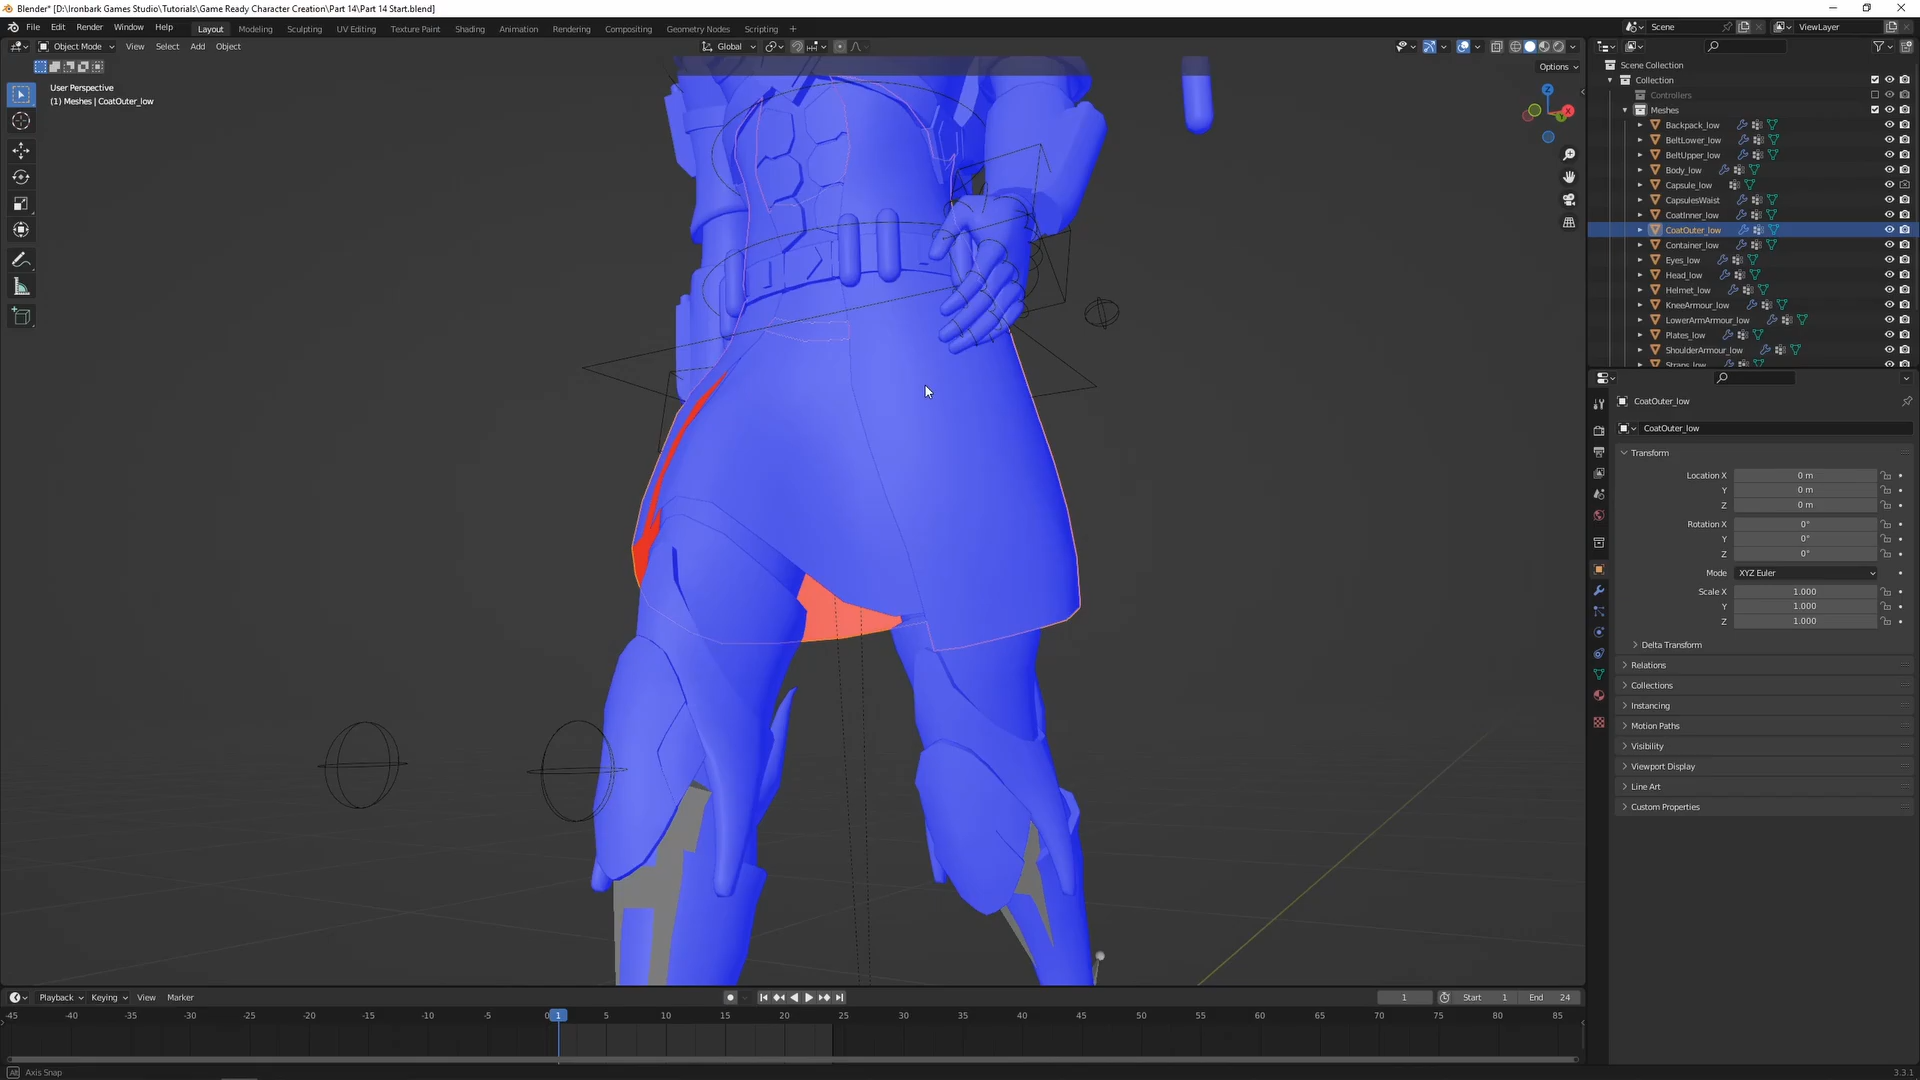 Blender* [D:\Ironbark Games Studio\Tutorials\Game Ready Character Creation\Part 14\Part 14 Start.blend]
File Edit Render Window Help Layout Modeling Sculpting UV Editing Texture Paint Shading Animation Rendering Compositing Geometry Nodes Scripting + Scene ViewLayer
Object Mode View Select Add Object Global
Options
User Perspective
(1) Meshes | CoatOuter_low
Scene Collection
Collection
Controllers
Meshes
Backpack_low
BeltLower_low
BeltUpper_low
Body_low
Capsule_low
CapsulesWaist
CoatInner_low
CoatOuter_low
Container_low
Eyes_low
Head_low
Helmet_low
KneeArmour_low
LowerArmArmour_low
Plates_low
ShoulderArmour_low
Straps_low
CoatOuter_low
CoatOuter_low
Transform
Location X 0 m
Y 0 m
Z 0 m
Rotation X 0°
Y 0°
Z 0°
Mode XYZ Euler
Scale X 1.000
Y 1.000
Z 1.000
Delta Transform
Relations
Collections
Instancing
Motion Paths
Visibility
Viewport Display
Line Art
Custom Properties
Z
X
Y
Playback Keying View Marker 1 Start 1 End 24
-45 -40 -35 -30 -25 -20 -15 -10 -5 0 1 5 10 15 20 25 30 35 40 45 50 55 60 65 70 75 80 85
Alt Axis Snap
3.3.1